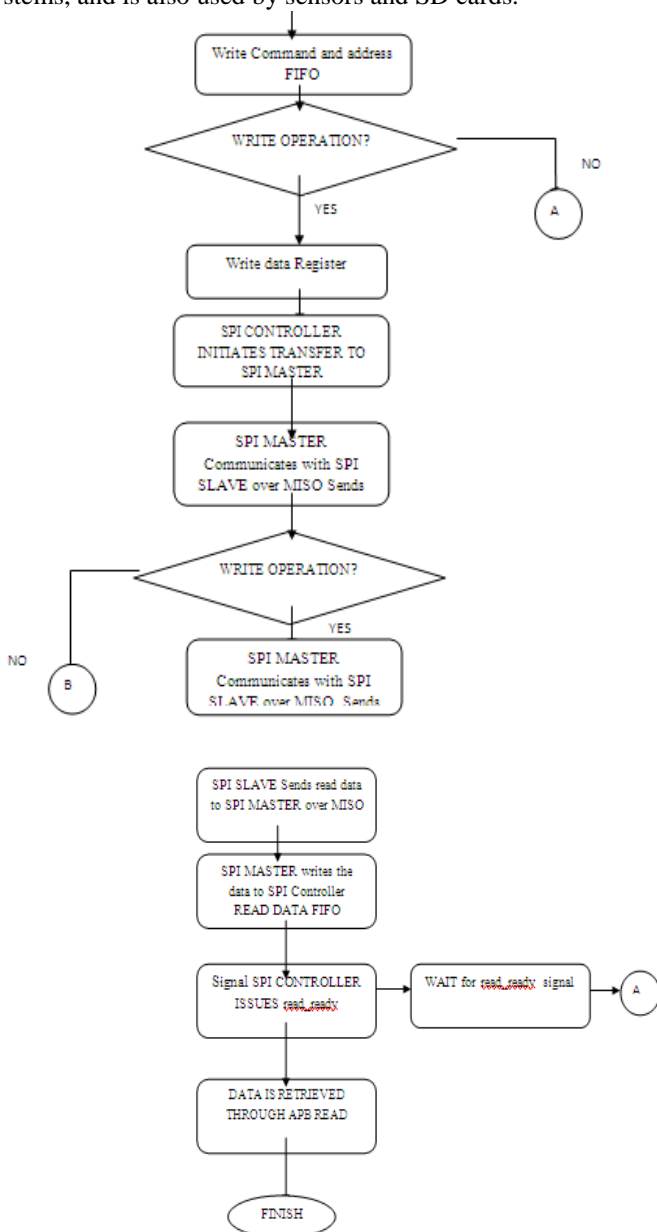 stems, and is also used by sensors and SD cards.
Write Command and address
FIFO
WRITE OPERATION?
NO
A
YES
Write data Register
SPI CONTROLLER
INITIATES TRANSFER TO
SPI MASTER
SPI MASTER
Communicates with SPI
SLAVE over MISO Sends
WRITE OPERATION?
YES
NO
B
SPI MASTER
Communicates with SPI
SLAVE over MISO Sends
SPI SLAVE Sends read data
to SPI MASTER over MISO
SPI MASTER writes the
data to SPI Controller
READ DATA FIFO
Signal SPI CONTROLLER
ISSUES read_ready
WAIT for read_ready signal
A
DATA IS RETRIEVED
THROUGH APB READ
FINISH